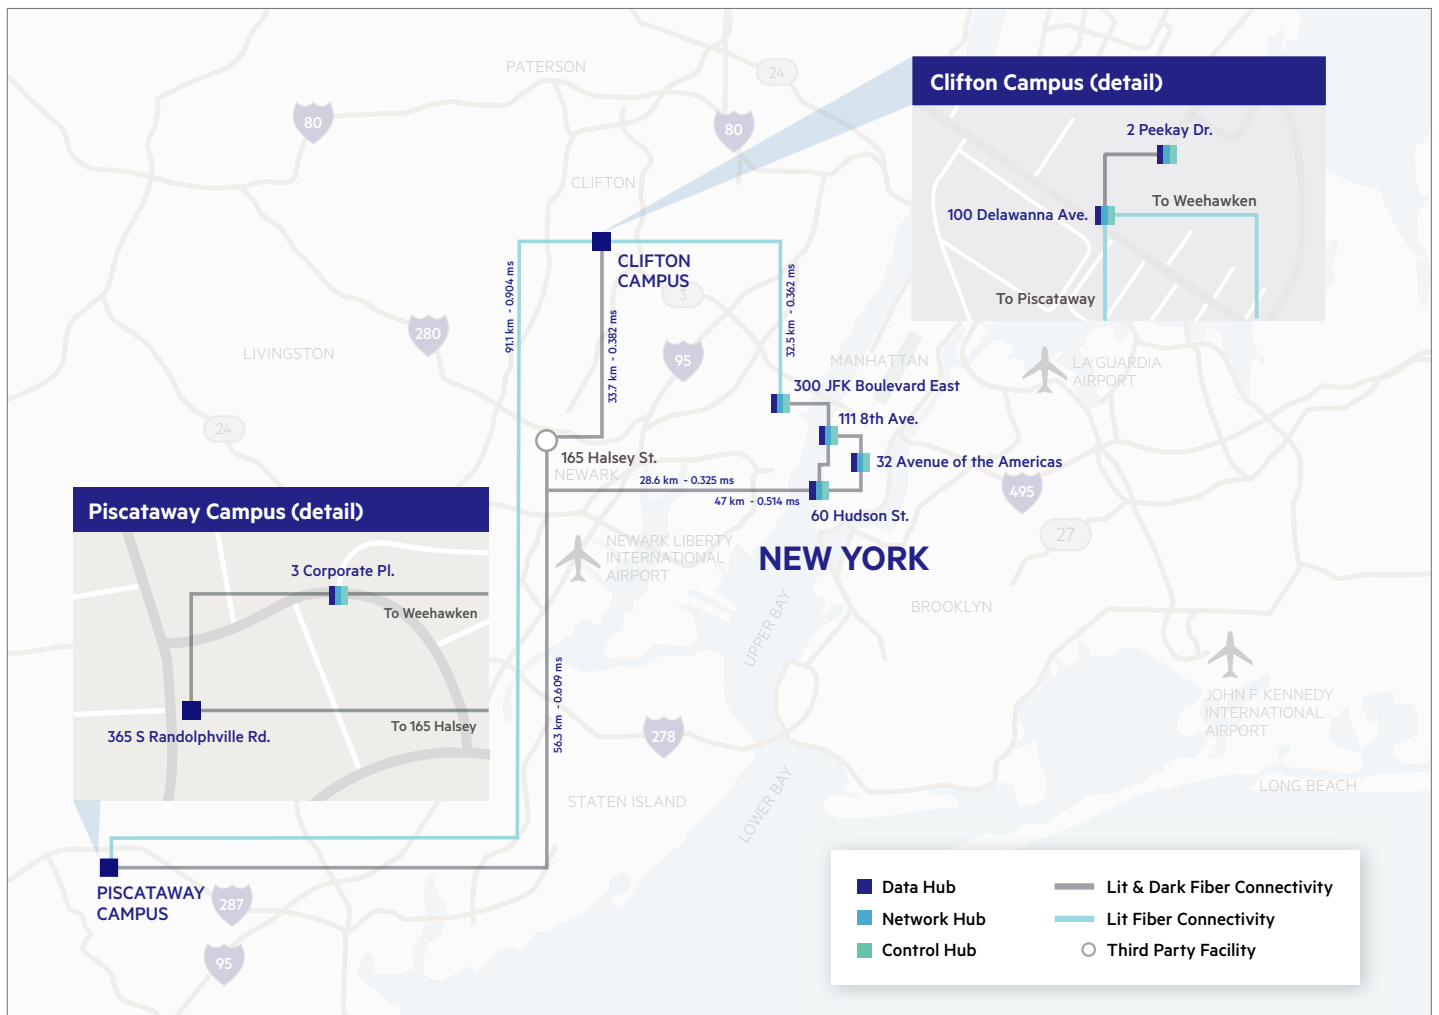 PATERSON
24
80
80
CLIFTON
Clifton Campus (detail)
2 Peekay Dr.
To Weehawken
100 Delawanna Ave.
To Piscataway
CLIFTON
CAMPUS
91.1 km - 0.904 ms
33.7 km - 0.382 ms
32.5 km - 0.362 ms
3
280
95
LIVINGSTON
MANHATTAN
LA GUARDIA
AIRPORT
300 JFK Boulevard East
111 8th Ave.
24
165 Halsey St.
NEWARK
32 Avenue of the Americas
28.6 km - 0.325 ms
47 km - 0.514 ms
60 Hudson St.
495
27
NEW YORK
NEWARK LIBERTY
INTERNATIONAL
AIRPORT
Piscataway Campus (detail)
3 Corporate Pl.
To Weehawken
365 S Randolphville Rd.
To 165 Halsey
BROOKLYN
UPPER BAY
56.3 km - 0.609 ms
278
JOHN F. KENNEDY
INTERNATIONAL
AIRPORT
LONG BEACH
STATEN ISLAND
LOWER BAY
PISCATAWAY
CAMPUS
287
95
Data Hub
Network Hub
Control Hub
Lit & Dark Fiber Connectivity
Lit Fiber Connectivity
Third Party Facility